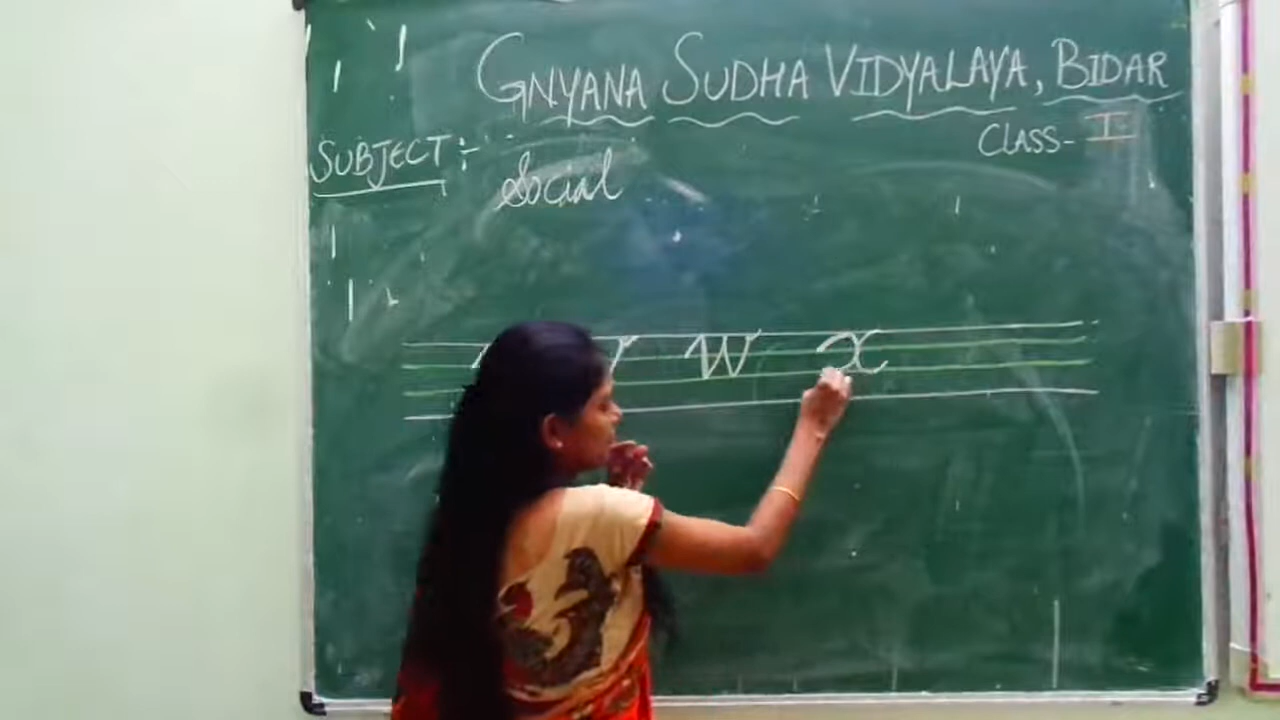 GNYANA SUDHA VIDYALAYA, BIDAR
CLASS- I
SUBJECT :- Social
W X